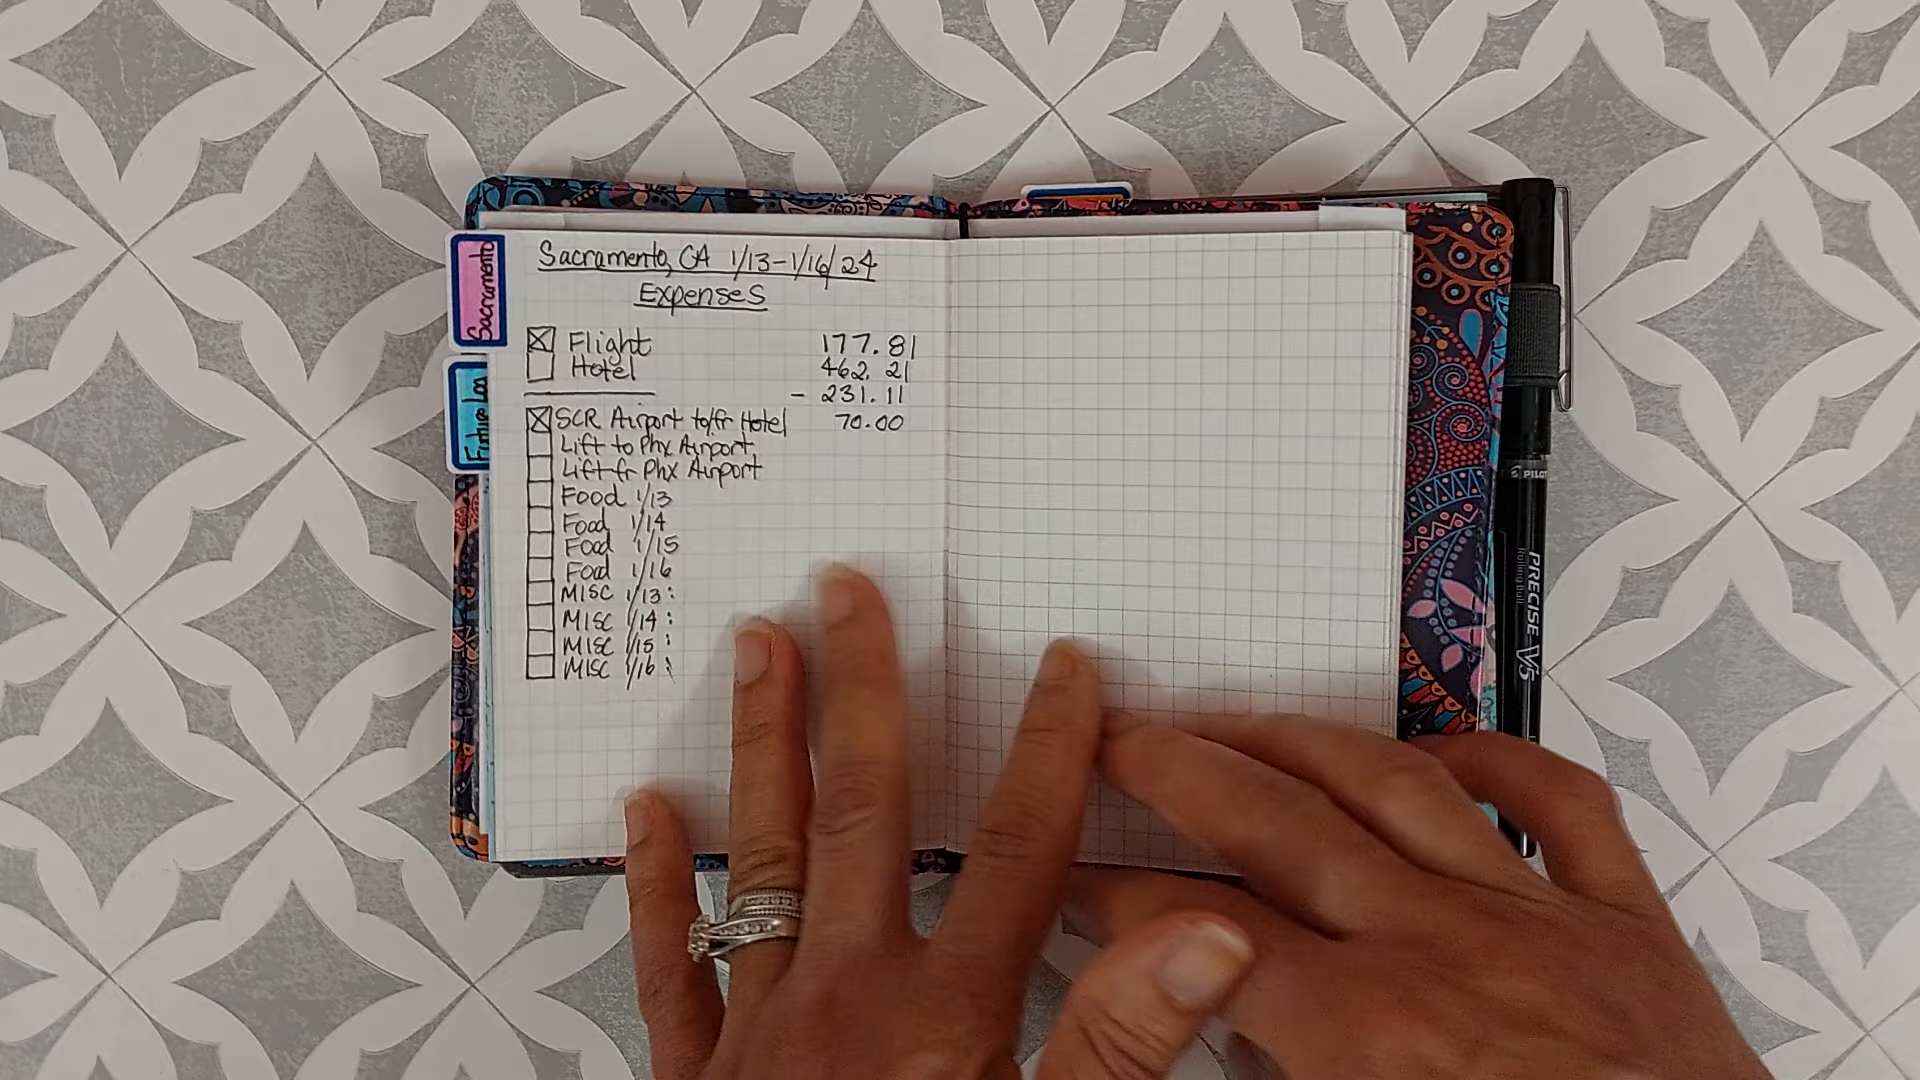 Sacramento, CA 1/13-1/16/24
Expenses
Flight 177.81
Hotel 462.21
- 231.11
SCR Airport to/fr Hotel 70.00
Lift to Phx Airport
Lift fr Phx Airport
Food 1/13
Food 1/14
Food 1/15
Food 1/16
MISC 1/13:
MISC 1/14:
MISC 1/15:
MISC 1/16:
Sacramento
Future Log
PILOT
PRECISE V5
Rolling Ball